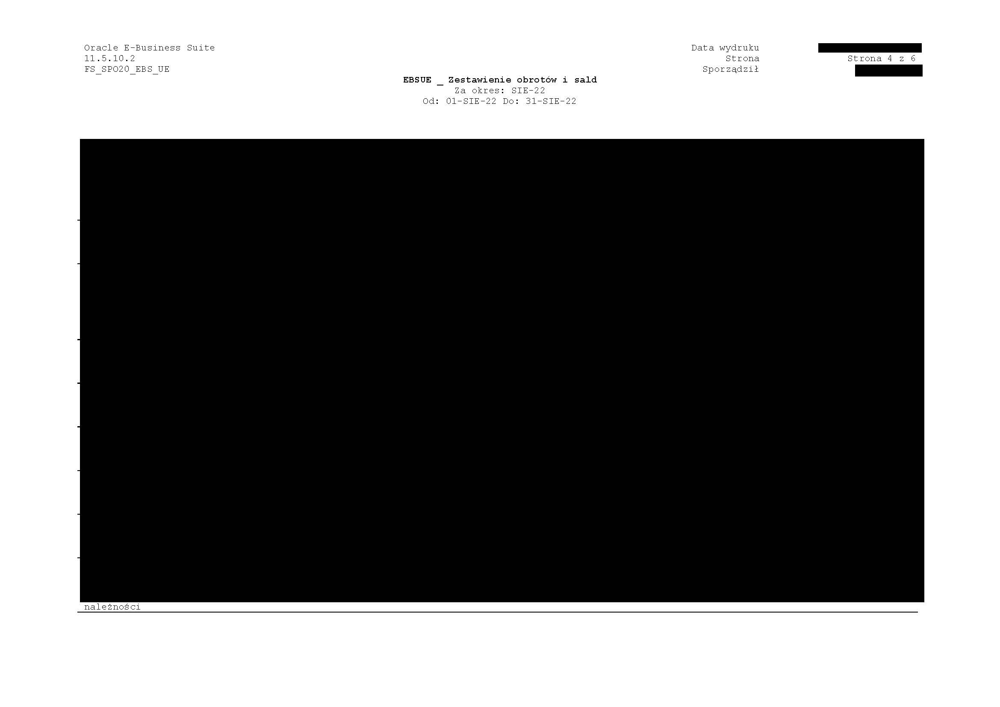 Oracle E-Business Suite
11.5.10.2
FS_SPO20_EBS_UE
Data wydruku
Strona Strona 4 z 6
Sporządził
EBSUE _ Zestawienie obrotów i sald
Za okres: SIE-22
Od: 01-SIE-22 Do: 31-SIE-22
należności